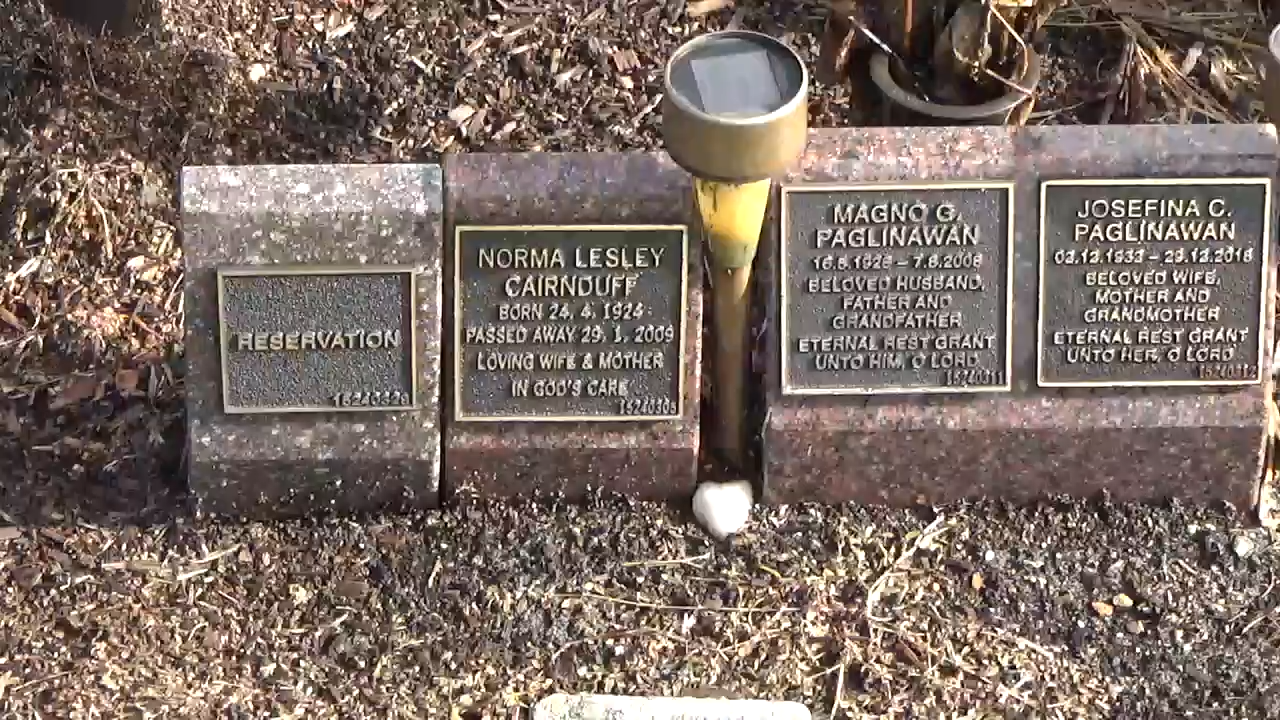 RESERVATION
NORMA LESLEY
CAIRNDUFF
BORN 24. 4. 1924
PASSED AWAY 29. 1. 2009
LOVING WIFE & MOTHER
IN GOD'S CARE
MAGNO G.
PAGLINAWAN
BELOVED HUSBAND,
FATHER AND
GRANDFATHER
ETERNAL REST GRANT
UNTO HIM, O LORD
JOSEFINA C.
PAGLINAWAN
BELOVED WIFE,
MOTHER AND
GRANDMOTHER
ETERNAL REST GRANT
UNTO HER, O LORD